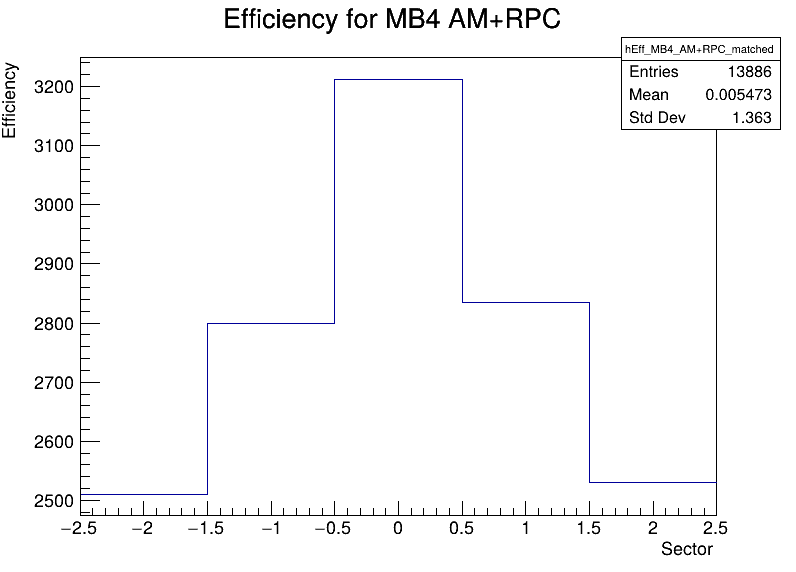 Efficiency for MB4 AM+RPC
hEff_MB4_AM+RPC_matched
Entries 13886
Mean 0.005473
Std Dev 1.363
Efficiency
3200
3100
3000
2900
2800
2700
2600
2500
−2.5 −2 −1.5 −1 −0.5 0 0.5 1 1.5 2 2.5
Sector